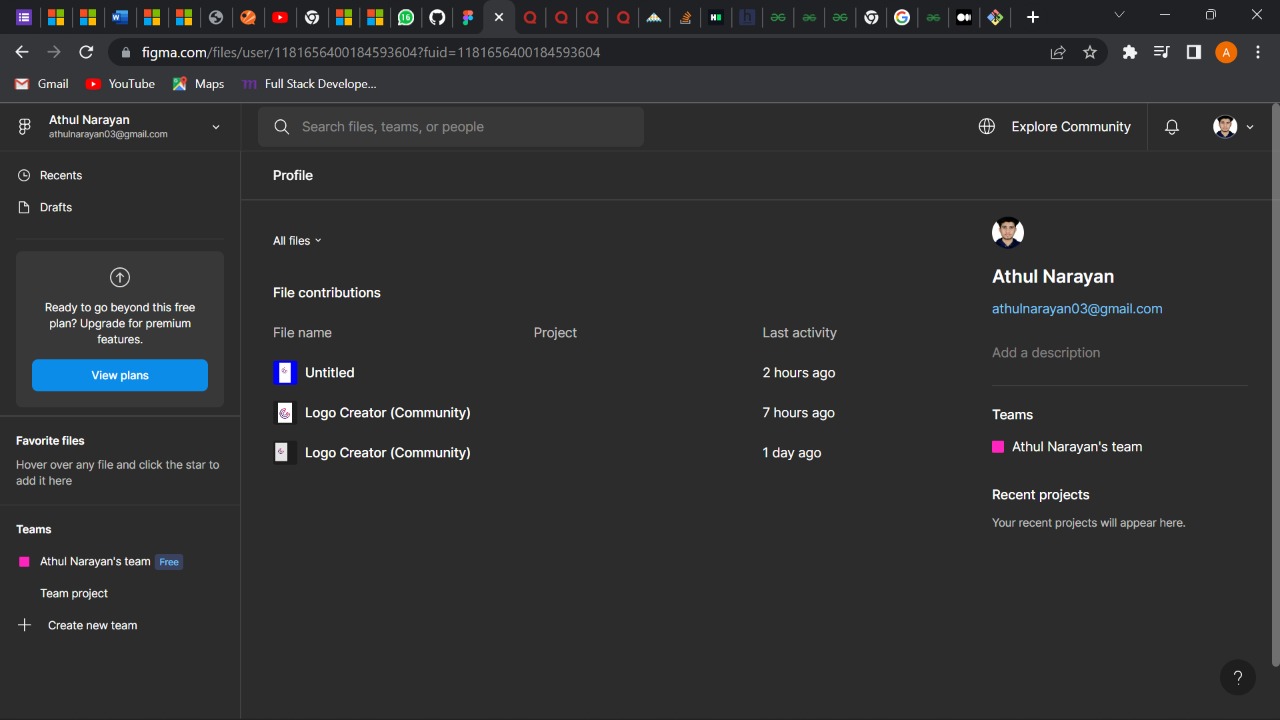 16
figma.com/files/user/1181656400184593604?fuid=1181656400184593604
A
Gmail
YouTube
Maps
Full Stack Develope...
Athul Narayan
athulnarayan03@gmail.com
Search files, teams, or people
Explore Community
Recents
Drafts
Profile
Ready to go beyond this free
plan? Upgrade for premium
features.
View plans
Favorite files
Hover over any file and click the star to
add it here
Teams
Athul Narayan's team Free
Team project
Create new team
All files
File contributions
File name Project Last activity
Untitled 2 hours ago
Logo Creator (Community) 7 hours ago
Logo Creator (Community) 1 day ago
Athul Narayan
athulnarayan03@gmail.com
Add a description
Teams
Athul Narayan's team
Recent projects
Your recent projects will appear here.
?